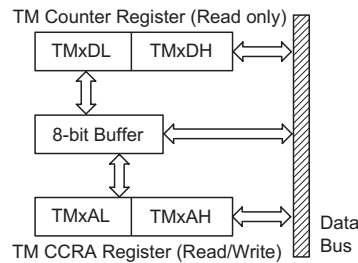 TM Counter Register (Read only)
TMxDL TMxDH
8-bit Buffer
TMxAL TMxAH
TM CCRA Register (Read/Write)
Data
Bus